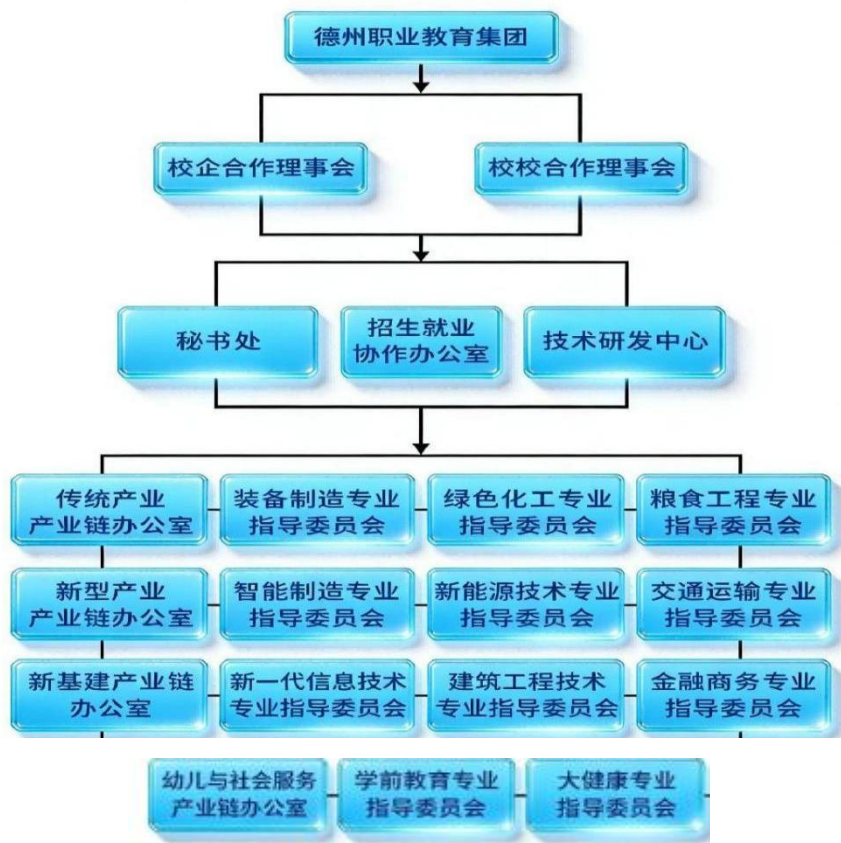 德州职业教育集团
校企合作理事会
校校合作理事会
秘书处
招生就业
协作办公室
技术研发中心
传统产业
产业链办公室
装备制造专业
指导委员会
绿色化工专业
指导委员会
粮食工程专业
指导委员会
新型产业
产业链办公室
智能制造专业
指导委员会
新能源技术专业
指导委员会
交通运输专业
指导委员会
新基建产业链
办公室
新一代信息技术
专业指导委员会
建筑工程技术
专业指导委员会
金融商务专业
指导委员会
幼儿与社会服务
产业链办公室
学前教育专业
指导委员会
大健康专业
指导委员会